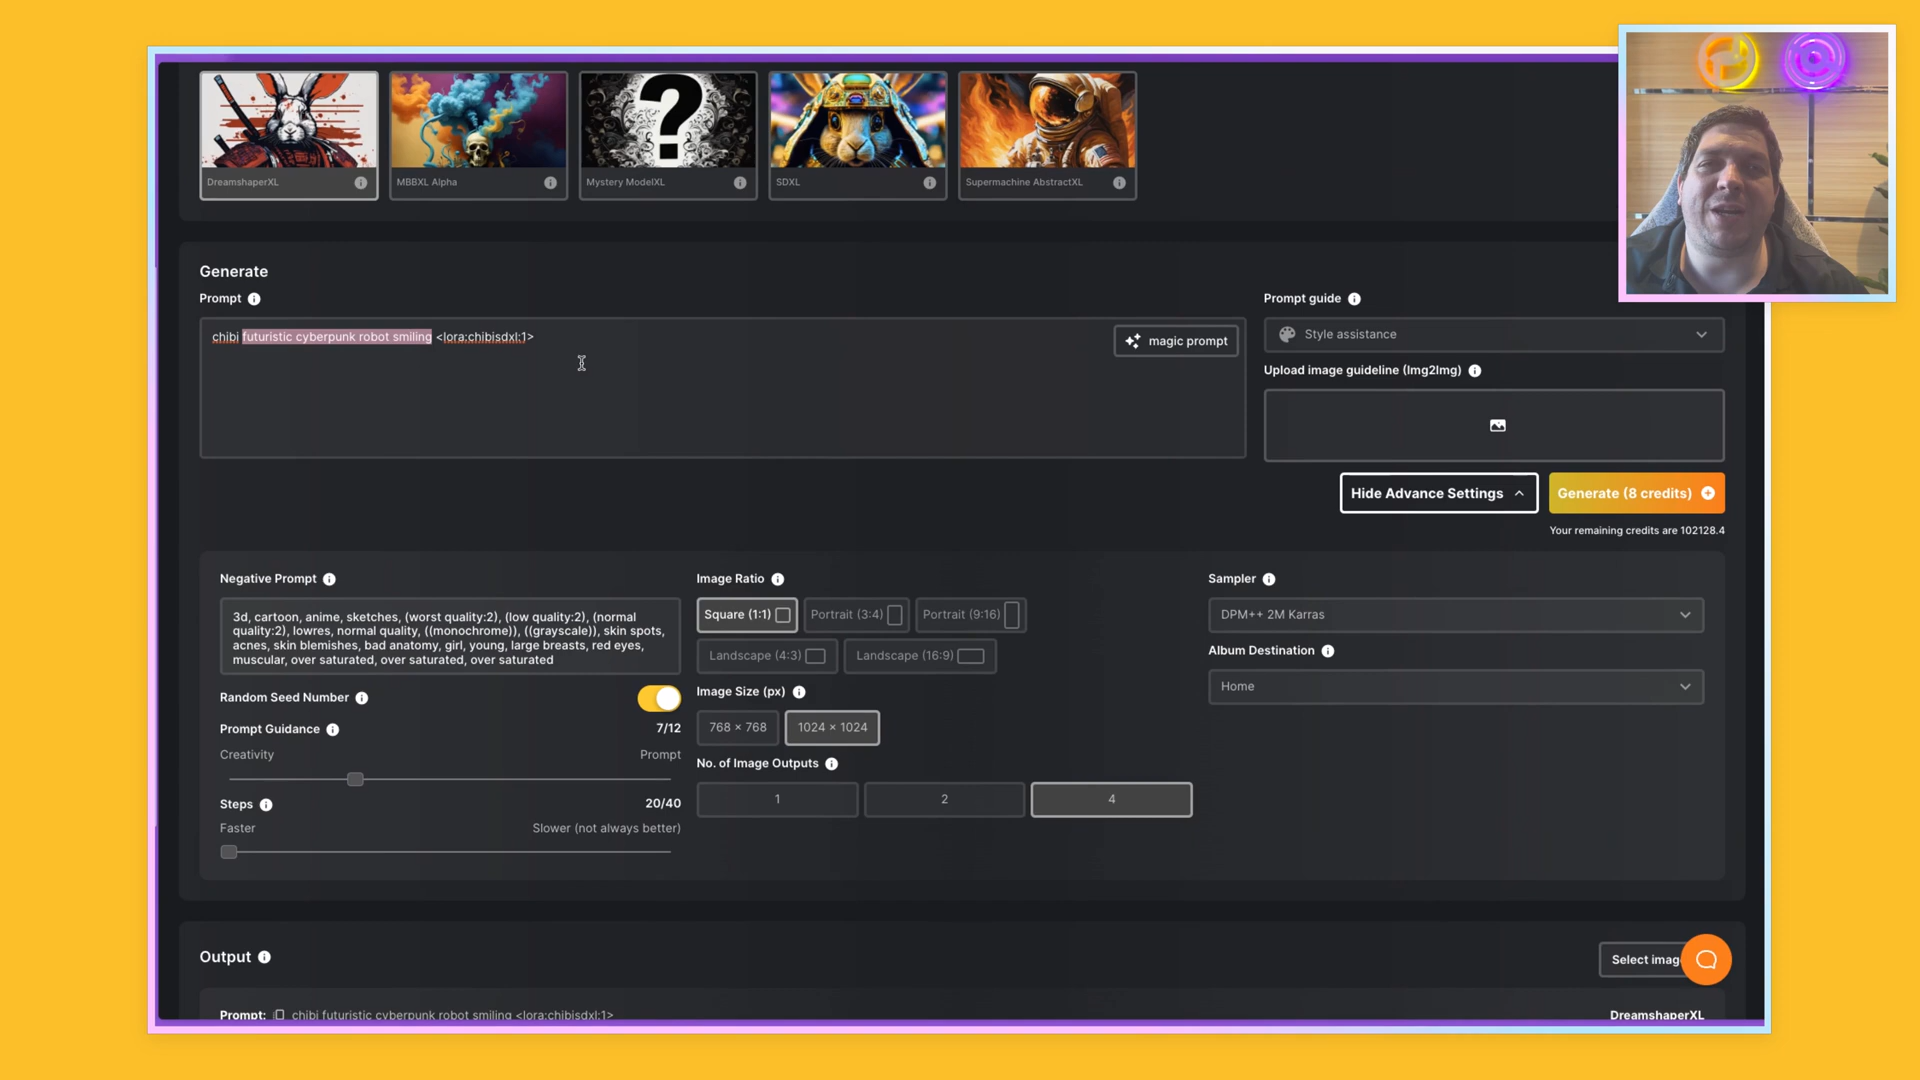 DreamshaperXL
MBBXL Alpha
Mystery ModelXL
SDXL
Supermachine AbstractXL
Generate
Prompt
chibi futuristic cyberpunk robot smiling <lora:chibisdxl:1>
magic prompt
Prompt guide
Style assistance
Upload image guideline (Img2Img)
Hide Advance Settings
Generate (8 credits)
Your remaining credits are 102128.4
Negative Prompt
3d, cartoon, anime, sketches, (worst quality:2), (low quality:2), (normal
quality:2), lowres, normal quality, ((monochrome)), ((grayscale)), skin spots,
acnes, skin blemishes, bad anatomy, girl, young, large breasts, red eyes,
muscular, over saturated, over saturated, over saturated
Random Seed Number
Prompt Guidance
7/12
Creativity
Prompt
Steps
20/40
Faster
Slower (not always better)
Image Ratio
Square (1:1)
Portrait (3:4)
Portrait (9:16)
Landscape (4:3)
Landscape (16:9)
Image Size (px)
768 × 768
1024 × 1024
No. of Image Outputs
1
2
4
Sampler
DPM++ 2M Karras
Album Destination
Home
Output
Select imag
Prompt: chibi futuristic cyberpunk robot smiling <lora:chibisdxl:1>
DreamshaperXL